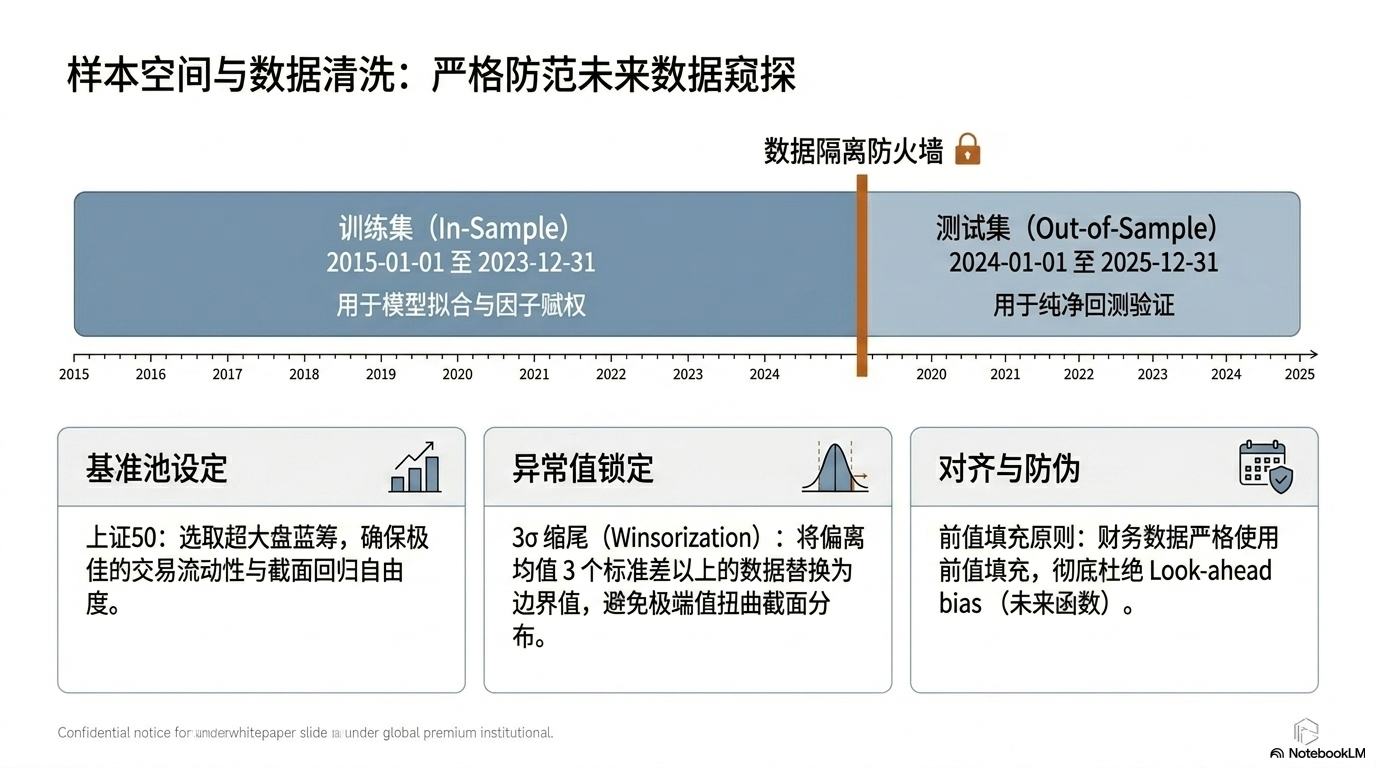 样本空间与数据清洗：严格防范未来数据窥探
数据隔离防火墙
训练集（In-Sample）
2015-01-01 至 2023-12-31
用于模型拟合与因子赋权
测试集（Out-of-Sample）
2024-01-01 至 2025-12-31
用于纯净回测验证
2015 2016 2017 2018 2019 2020 2021 2022 2023 2024 2020 2021 2022 2023 2024 2025
基准池设定
上证50：选取超大盘蓝筹，确保极
佳的交易流动性与截面回归自由
度。
异常值锁定
3σ 缩尾（Winsorization）：将偏离
均值 3 个标准差以上的数据替换为
边界值，避免极端值扭曲截面分
布。
对齐与防伪
前值填充原则：财务数据严格使用
前值填充，彻底杜绝 Look-ahead
bias （未来函数）。
Confidential notice for whitepaper slide under global premium institutional.
NotebookLM